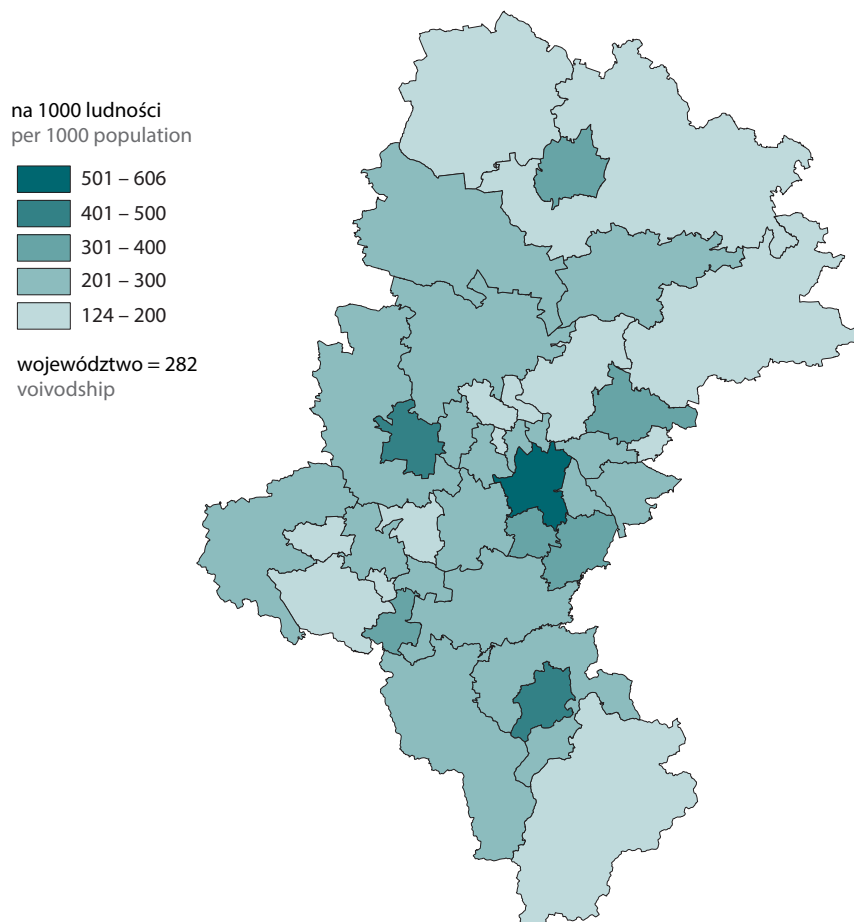 na 1000 ludności
per 1000 population
501 – 606
401 – 500
301 – 400
201 – 300
124 – 200
województwo = 282
voivodship